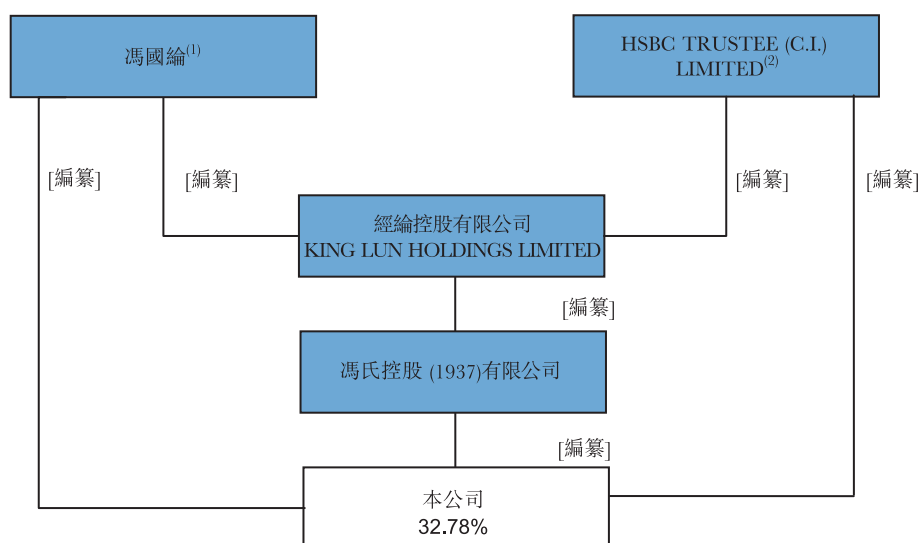 馮國綸(1)
HSBC TRUSTEE (C.I.)
LIMITED(2)
[編纂]
[編纂]
[編纂]
[編纂]
經綸控股有限公司
KING LUN HOLDINGS LIMITED
[編纂]
馮氏控股 (1937)有限公司
[編纂]
本公司
32.78%